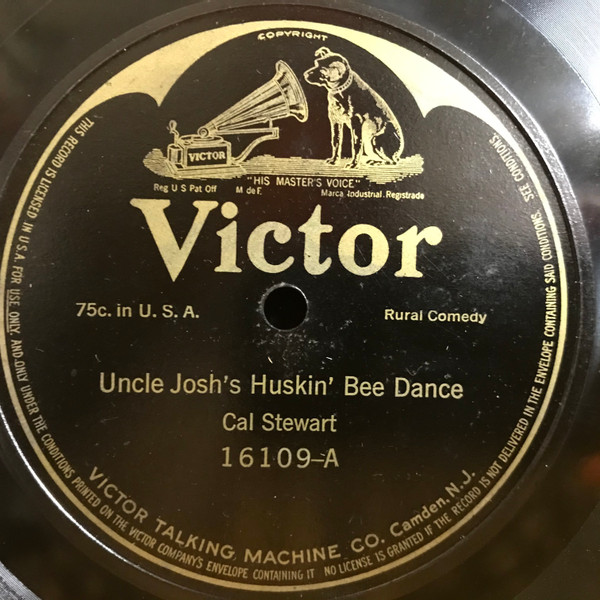 COPYRIGHT
VICTOR
"HIS MASTER'S VOICE"
Reg U S Pat Off M de F. Marca Industrial. Registrada
Victor
75c. in U. S. A. Rural Comedy
Uncle Josh's Huskin' Bee Dance
Cal Stewart
16109-A
VICTOR TALKING MACHINE CO. Camden, N. J.
THIS RECORD IS LICENSED IN U.S.A. FOR USE ONLY, AND ONLY UNDER THE CONDITIONS PRINTED ON THE VICTOR COMPANY'S ENVELOPE CONTAINING IT NO LICENSE IS GRANTED IF THE RECORD IS NOT DELIVERED IN THE ENVELOPE CONTAINING SAID CONDITIONS. SEE CONDITIONS.